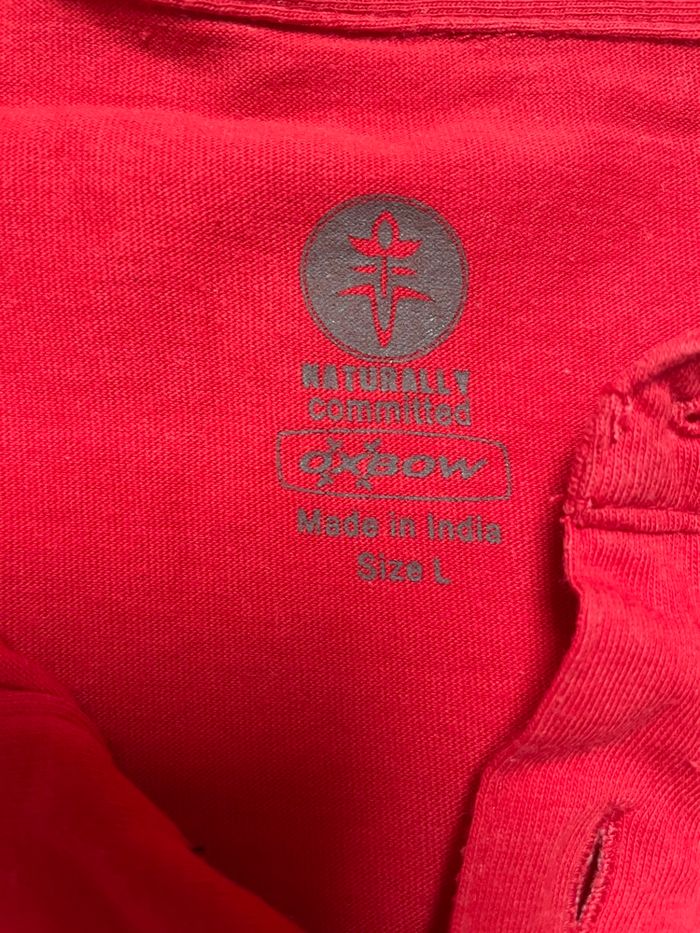 NATURALLY
committed
OXBOW
Made in India
Size L